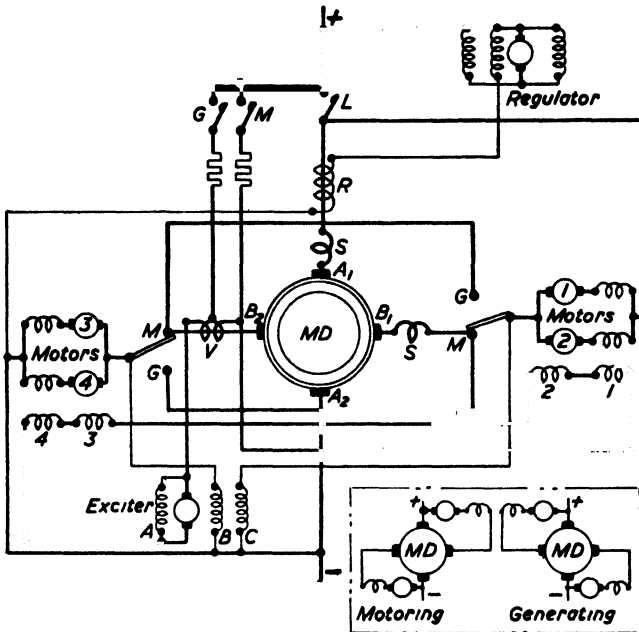 +
Regulator
G
M
L
R
S
A1
G
1
B2
B1
3
M
MD
Motors
Motors
V
S
M
2
4
G
A2
2
1
4
3
Exciter
A
B
C
+
+
MD
MD
-
-
-
Motoring
Generating